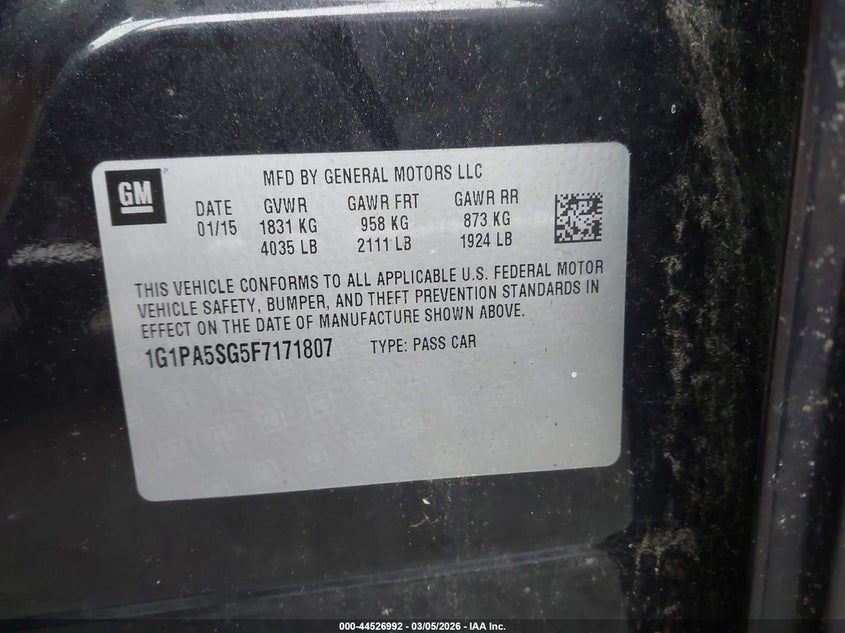 GM
MFD BY GENERAL MOTORS LLC
DATE GVWR GAWR FRT GAWR RR
01/15 1831 KG 958 KG 873 KG
4035 LB 2111 LB 1924 LB
THIS VEHICLE CONFORMS TO ALL APPLICABLE U.S. FEDERAL MOTOR
VEHICLE SAFETY, BUMPER, AND THEFT PREVENTION STANDARDS IN
EFFECT ON THE DATE OF MANUFACTURE SHOWN ABOVE.
1G1PA5SG5F7171807 TYPE: PASS CAR
000-44526992 - 03/05/2026 - IAA Inc.